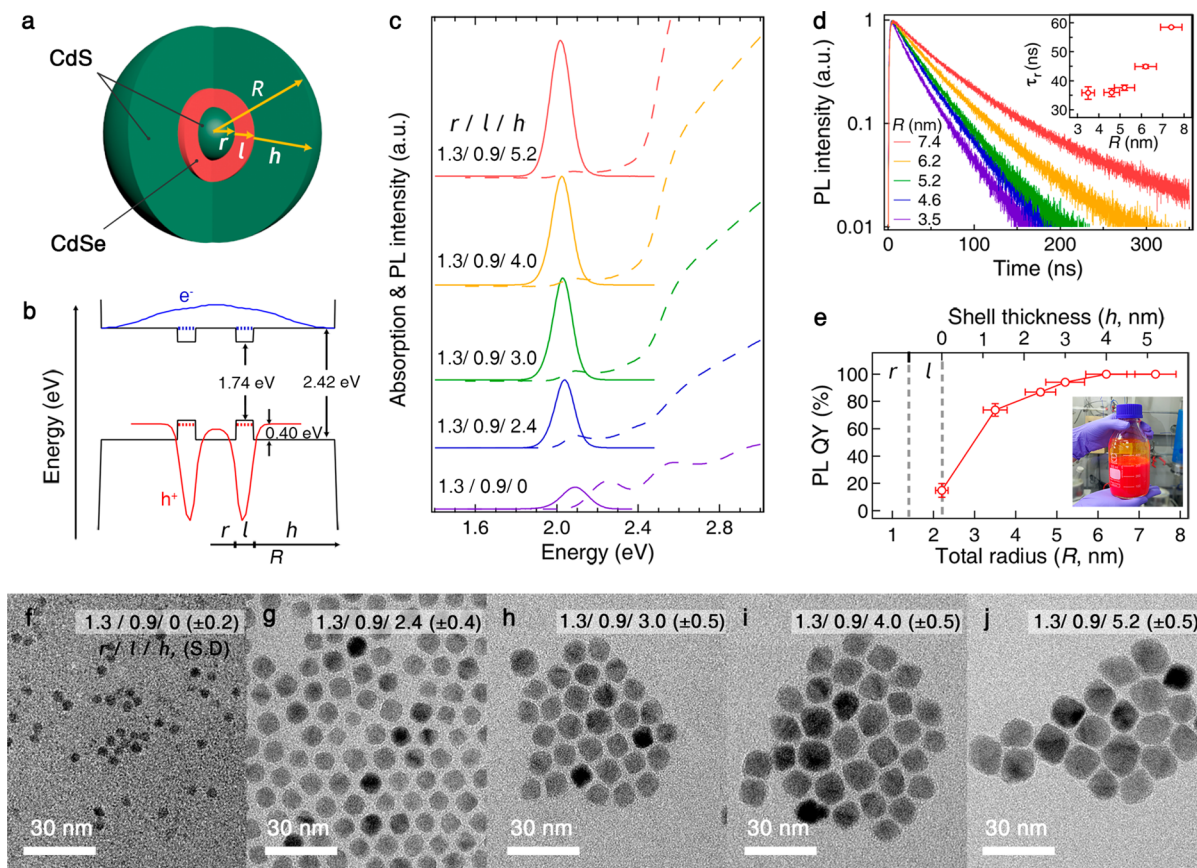 a
CdS
R
r
l
h
CdSe
b
Energy (eV)
e-
1.74 eV
2.42 eV
0.40 eV
h+
r
l
h
R
c
Absorption & PL intensity (a.u.)
r / l / h
1.3/ 0.9/ 5.2
1.3/ 0.9/ 4.0
1.3/ 0.9/ 3.0
1.3/ 0.9/ 2.4
1.3 / 0.9/ 0
1.6
2.0
2.4
2.8
Energy (eV)
d
PL intensity (a.u.)
1
0.1
0.01
R (nm)
7.4
6.2
5.2
4.6
3.5
0
100
200
300
Time (ns)
τr (ns)
60
50
40
30
3 4 5 6 7 8
R (nm)
e
Shell thickness (h, nm)
0 1 2 3 4 5
r
l
PL QY (%)
100
80
60
40
20
0
1 2 3 4 5 6 7 8
Total radius (R, nm)
f
1.3/ 0.9/ 0 (±0.2)
r / l / h, (S.D)
30 nm
g
1.3/ 0.9/ 2.4 (±0.4)
30 nm
h
1.3/ 0.9/ 3.0 (±0.5)
30 nm
i
1.3/ 0.9/ 4.0 (±0.5)
30 nm
j
1.3/ 0.9/ 5.2 (±0.5)
30 nm